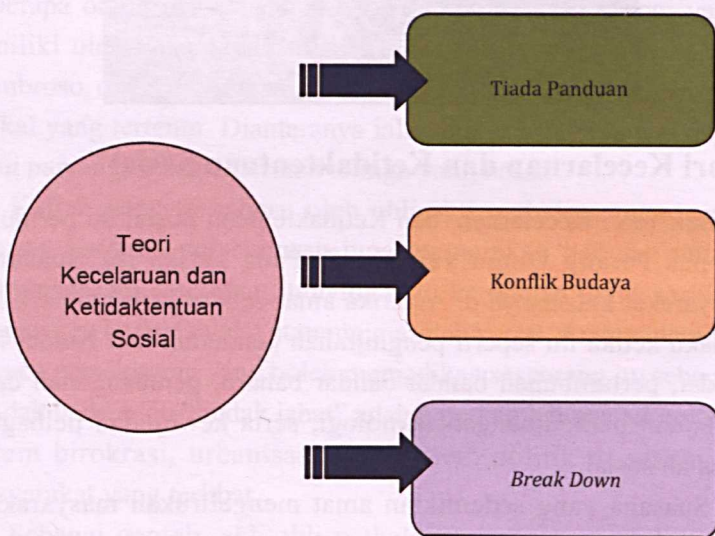 Tiada Panduan
Teori
Kecelaruan dan
Ketidaktentuan
Sosial
Konflik Budaya
Break Down